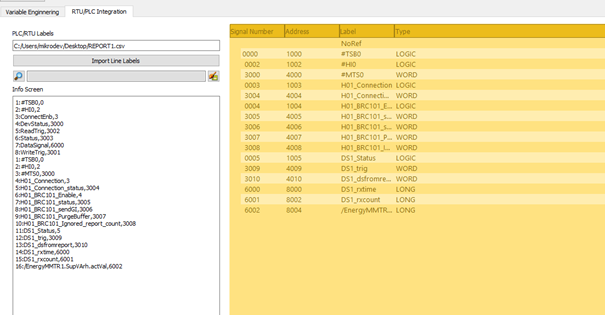 Variable Enginnering
RTU/PLC Integration
PLC/RTU Labels
C:/Users/mikrodev/Desktop/REPORT1.csv
Import Line Labels
Info Screen
1:#TSB0,0
2:#HI0,2
3:ConnectEnb,3
4:DevStatus,3000
5:ReadTrig,3002
6:Status,3003
7:DataSignal,6000
8:WriteTrig,3001
1:#TSB0,0
2:#HI0,2
3:#MTS0,3000
4:H01_Connection,3
5:H01_Connection_status,3004
6:H01_BRC101_Enable,4
7:H01_BRC101_status,3005
8:H01_BRC101_sendGI,3006
9:H01_BRC101_PurgeBuffer,3007
10:H01_BRC101_Ignored_report_count,3008
11:DS1_Status,5
12:DS1_trig,3009
13:DS1_dsfromreport,3010
14:DS1_rxtime,6000
15:DS1_rxcount,6001
16:/EnergyMMTR1.SupVArh.actVal,6002
Signal Number Address Label Type
NoRef
0000 1000 #TSB0 LOGIC
0002 1002 #HI0 LOGIC
3000 4000 #MTS0 WORD
0003 1003 H01_Connection LOGIC
3004 4004 H01_Connecti... WORD
0004 1004 H01_BRC101_E... LOGIC
3005 4005 H01_BRC101_s... WORD
3006 4006 H01_BRC101_s... WORD
3007 4007 H01_BRC101_P... WORD
3008 4008 H01_BRC101_i... WORD
0005 1005 DS1_Status LOGIC
3009 4009 DS1_trig WORD
3010 4010 DS1_dsfromre... WORD
6000 8000 DS1_rxtime LONG
6001 8002 DS1_rxcount LONG
6002 8004 /EnergyMMTR... LONG